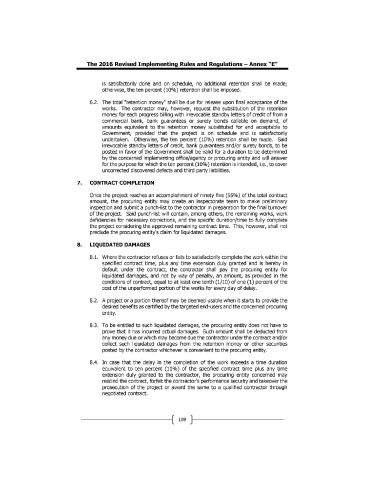 The 2016 Revised Implementing Rules and Regulations – Annex "E"
is satisfactorily done and on schedule, no additional retention shall be made;
otherwise, the ten percent (10%) retention shall be imposed.
6.2. The total "retention money" shall be due for release upon final acceptance of the
works. The contractor may, however, request the substitution of the retention
money for each progress billing with irrevocable standby letters of credit of from a
commercial bank, bank guarantees or surety bonds callable on demand, of
amounts equivalent to the retention money substituted for and acceptable to
Government, provided that the project is on schedule and is satisfactorily
undertaken. Otherwise, the ten percent (10%) retention shall be made. Said
irrevocable standby letters of credit, bank guarantees and/or surety bonds, to be
posted in favor of the Government shall be valid for a duration to be determined
by the concerned implementing office/agency or procuring entity and will answer
for the purpose for which the ten percent (10%) retention is intended, i.e., to cover
uncorrected discovered defects and third party liabilities.
7. CONTRACT COMPLETION
Once the project reaches an accomplishment of ninety five (95%) of the total contract
amount, the procuring entity may create an inspectorate team to make preliminary
inspection and submit a punch-list to the contractor in preparation for the final turnover
of the project. Said punch-list will contain, among others, the remaining works, work
deficiencies for necessary corrections, and the specific duration/time to fully complete
the project considering the approved remaining contract time. This, however, shall not
preclude the procuring entity's claim for liquidated damages.
8. LIQUIDATED DAMAGES
8.1. Where the contractor refuses or fails to satisfactorily complete the work within the
specified contract time, plus any time extension duly granted and is hereby in
default under the contract, the contractor shall pay the procuring entity for
liquidated damages, and not by way of penalty, an amount, as provided in the
conditions of contract, equal to at least one tenth (1/10) of one (1) percent of the
cost of the unperformed portion of the works for every day of delay.
8.2. A project or a portion thereof may be deemed usable when it starts to provide the
desired benefits as certified by the targeted end-users and the concerned procuring
entity.
8.3. To be entitled to such liquidated damages, the procuring entity does not have to
prove that it has incurred actual damages. Such amount shall be deducted from
any money due or which may become due the contractor under the contract and/or
collect such liquidated damages from the retention money or other securities
posted by the contractor whichever is convenient to the procuring entity.
8.4. In case that the delay in the completion of the work exceeds a time duration
equivalent to ten percent (10%) of the specified contract time plus any time
extension duly granted to the contractor, the procuring entity concerned may
rescind the contract, forfeit the contractor's performance security and takeover the
prosecution of the project or award the same to a qualified contractor through
negotiated contract.
109